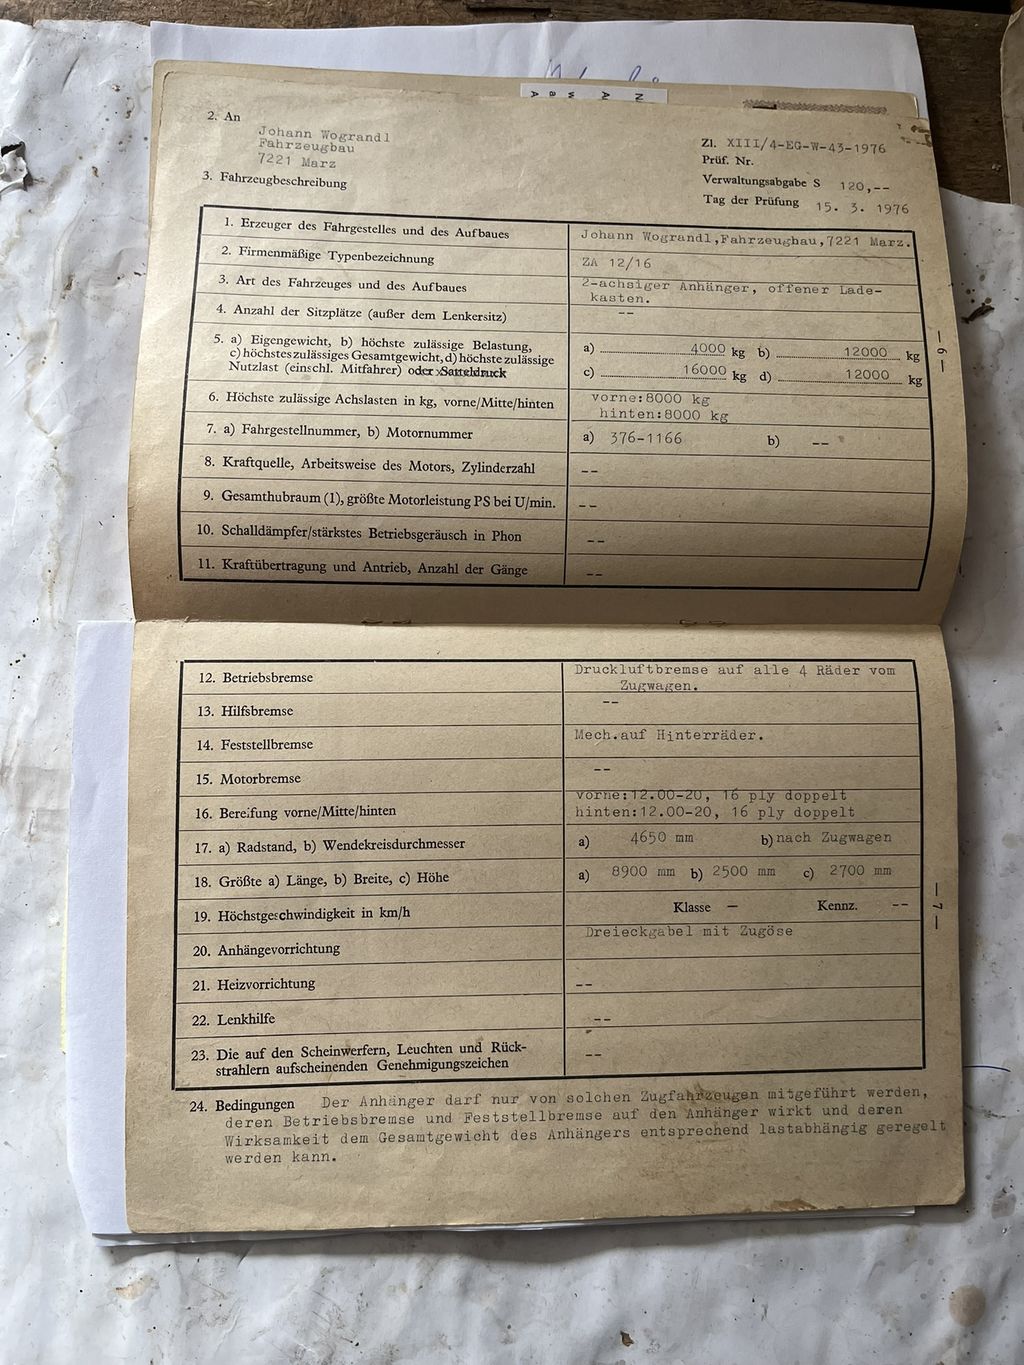 2. An
Johann Wograndl
Fahrzeugbau
7221 Marz
Zl. XIII/4-EG-W-43-1976
Prüf. Nr.
Verwaltungsabgabe S 120,--
Tag der Prüfung 15. 3. 1976
3. Fahrzeugbeschreibung
1. Erzeuger des Fahrgestelles und des Aufbaues Johann Wograndl,Fahrzeugbau,7221 Marz.
2. Firmenmäßige Typenbezeichnung ZA 12/16
3. Art des Fahrzeuges und des Aufbaues 2-achsiger Anhänger, offener Lade-
kasten.
4. Anzahl der Sitzplätze (außer dem Lenkersitz) --
5. a) Eigengewicht, b) höchste zulässige Belastung,
c) höchstes zulässiges Gesamtgewicht, d) höchste zulässige
Nutzlast (einschl. Mitfahrer) oder Satteldruck
a) 4000 kg b) 12000 kg
c) 16000 kg d) 12000 kg
6. Höchste zulässige Achslasten in kg, vorne/Mitte/hinten vorne:8000 kg
hinten:8000 kg
7. a) Fahrgestellnummer, b) Motornummer a) 376-1166 b) --
8. Kraftquelle, Arbeitsweise des Motors, Zylinderzahl --
9. Gesamthubraum (1), größte Motorleistung PS bei U/min. --
10. Schalldämpfer/stärkstes Betriebsgeräusch in Phon --
11. Kraftübertragung und Antrieb, Anzahl der Gänge --
— 6 —
12. Betriebsbremse Druckluftbremse auf alle 4 Räder vom
Zugwagen.
13. Hilfsbremse --
14. Feststellbremse Mech.auf Hinterräder.
15. Motorbremse --
16. Bereifung vorne/Mitte/hinten vorne:12.00-20, 16 ply doppelt
hinten:12.00-20, 16 ply doppelt
17. a) Radstand, b) Wendekreisdurchmesser a) 4650 mm b) nach Zugwagen
18. Größte a) Länge, b) Breite, c) Höhe a) 8900 mm b) 2500 mm c) 2700 mm
19. Höchstgeschwindigkeit in km/h Klasse — Kennz. --
20. Anhängevorrichtung Dreieckgabel mit Zugöse
21. Heizvorrichtung --
22. Lenkhilfe --
23. Die auf den Scheinwerfern, Leuchten und Rück-
strahlern aufscheinenden Genehmigungszeichen --
— 7 —
24. Bedingungen Der Anhänger darf nur von solchen Zugfahrzeugen mitgeführt werden,
deren Betriebsbremse und Feststellbremse auf den Anhänger wirkt und deren
Wirksamkeit dem Gesamtgewicht des Anhängers entsprechend lastabhängig geregelt
werden kann.